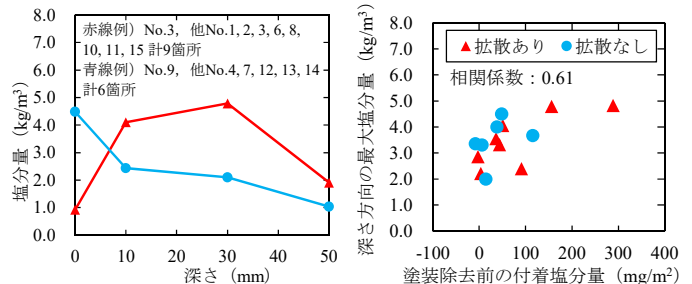 赤線例）No.3，他No.1, 2, 3, 6, 8,
10, 11, 15 計9箇所
青線例）No.9，他No.4, 7, 12, 13, 14
計6箇所
塩分量（kg/m³）
8.0
7.0
6.0
5.0
4.0
3.0
2.0
1.0
0.0
0 10 20 30 40 50
深さ（mm）
▲拡散あり ●拡散なし
相関係数：0.61
深さ方向の最大塩分量（kg/m³）
8.0
7.0
6.0
5.0
4.0
3.0
2.0
1.0
0.0
-100 0 100 200 300 400
塗装除去前の付着塩分量（mg/m²）